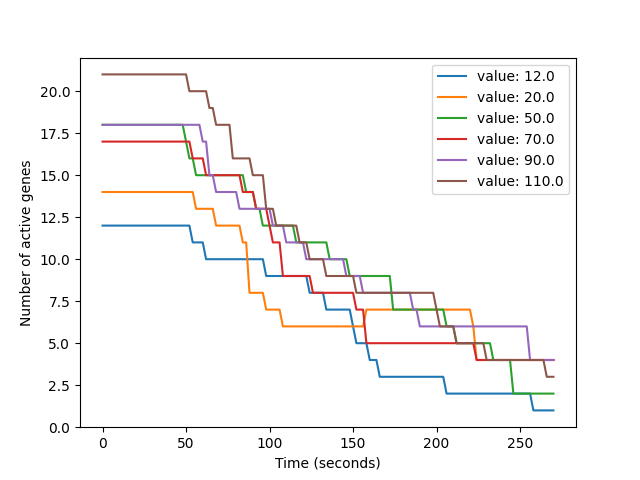 20.0
17.5
15.0
12.5
10.0
7.5
5.0
2.5
0.0
Number of active genes
value: 12.0
value: 20.0
value: 50.0
value: 70.0
value: 90.0
value: 110.0
0 50 100 150 200 250
Time (seconds)